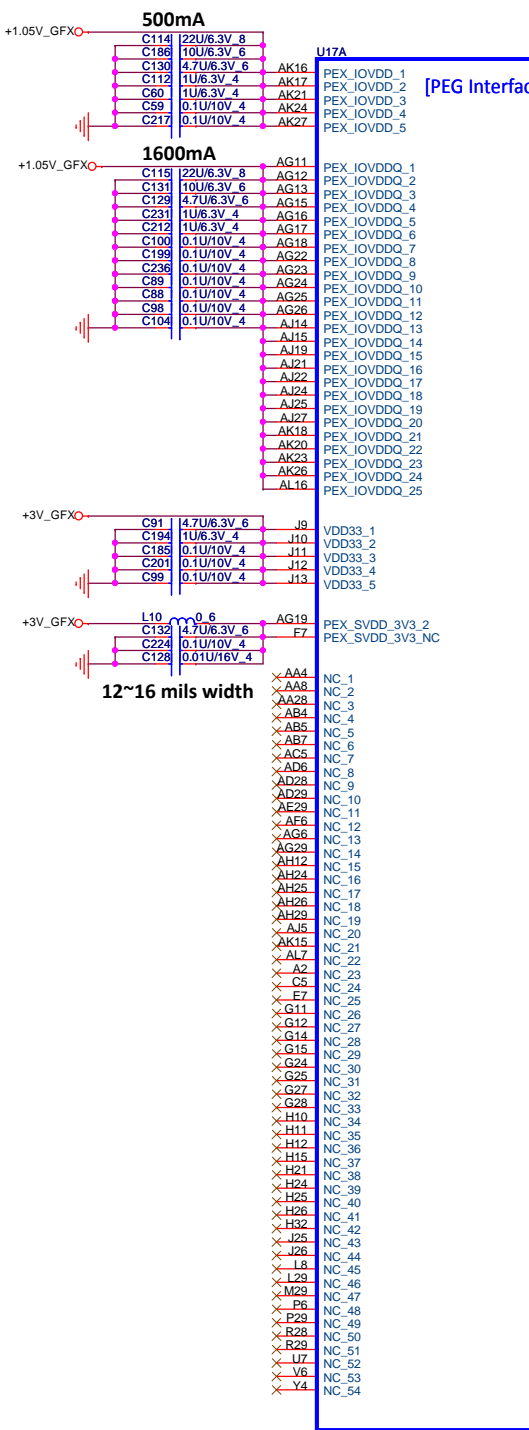 500mA
+1.05V_GFX
C114 22U/6.3V_8
C186 10U/6.3V_6
U17A
C130 4.7U/6.3V_6 AK16 PEX_IOVDD_1
[PEG Interfac
C112 1U/6.3V_4 AK17 PEX_IOVDD_2
C60 1U/6.3V_4 AK21 PEX_IOVDD_3
C59 0.1U/10V_4 AK24 PEX_IOVDD_4
C217 0.1U/10V_4 AK27 PEX_IOVDD_5
1600mA
+1.05V_GFX AG11 PEX_IOVDDQ_1
C115 22U/6.3V_8 AG12 PEX_IOVDDQ_2
C131 10U/6.3V_6 AG13 PEX_IOVDDQ_3
C129 4.7U/6.3V_6 AG15 PEX_IOVDDQ_4
C231 1U/6.3V_4 AG16 PEX_IOVDDQ_5
C212 1U/6.3V_4 AG17 PEX_IOVDDQ_6
C100 0.1U/10V_4 AG18 PEX_IOVDDQ_7
C199 0.1U/10V_4 AG22 PEX_IOVDDQ_8
C236 0.1U/10V_4 AG23 PEX_IOVDDQ_9
C89 0.1U/10V_4 AG24 PEX_IOVDDQ_10
C88 0.1U/10V_4 AG25 PEX_IOVDDQ_11
C98 0.1U/10V_4 AG26 PEX_IOVDDQ_12
C104 0.1U/10V_4 AJ14 PEX_IOVDDQ_13
AJ15 PEX_IOVDDQ_14
AJ19 PEX_IOVDDQ_15
AJ21 PEX_IOVDDQ_16
AJ22 PEX_IOVDDQ_17
AJ24 PEX_IOVDDQ_18
AJ25 PEX_IOVDDQ_19
AJ27 PEX_IOVDDQ_20
AK18 PEX_IOVDDQ_21
AK20 PEX_IOVDDQ_22
AK23 PEX_IOVDDQ_23
AK26 PEX_IOVDDQ_24
AL16 PEX_IOVDDQ_25
+3V_GFX
C91 4.7U/6.3V_6 J9 VDD33_1
C194 1U/6.3V_4 J10 VDD33_2
C185 0.1U/10V_4 J11 VDD33_3
C201 0.1U/10V_4 J12 VDD33_4
C99 0.1U/10V_4 J13 VDD33_5
+3V_GFX L10 0_6 AG19 PEX_SVDD_3V3_2
C132 4.7U/6.3V_6 F7 PEX_SVDD_3V3_NC
C224 0.1U/10V_4
C128 0.01U/16V_4
12~16 mils width
AA4 NC_1
AA8 NC_2
AA28 NC_3
AB4 NC_4
AB5 NC_5
AB7 NC_6
AC5 NC_7
AD6 NC_8
AD28 NC_9
AD29 NC_10
AE29 NC_11
AF6 NC_12
AG6 NC_13
AG29 NC_14
AH12 NC_15
AH24 NC_16
AH25 NC_17
AH26 NC_18
AH29 NC_19
AJ5 NC_20
AK15 NC_21
AL7 NC_22
A2 NC_23
C5 NC_24
E7 NC_25
G11 NC_26
G12 NC_27
G14 NC_28
G15 NC_29
G24 NC_30
G25 NC_31
G27 NC_32
G28 NC_33
H10 NC_34
H11 NC_35
H12 NC_36
H15 NC_37
H21 NC_38
H24 NC_39
H25 NC_40
H26 NC_41
H32 NC_42
J25 NC_43
J26 NC_44
L8 NC_45
L29 NC_46
M29 NC_47
P6 NC_48
P29 NC_49
R28 NC_50
R29 NC_51
U7 NC_52
V6 NC_53
Y4 NC_54